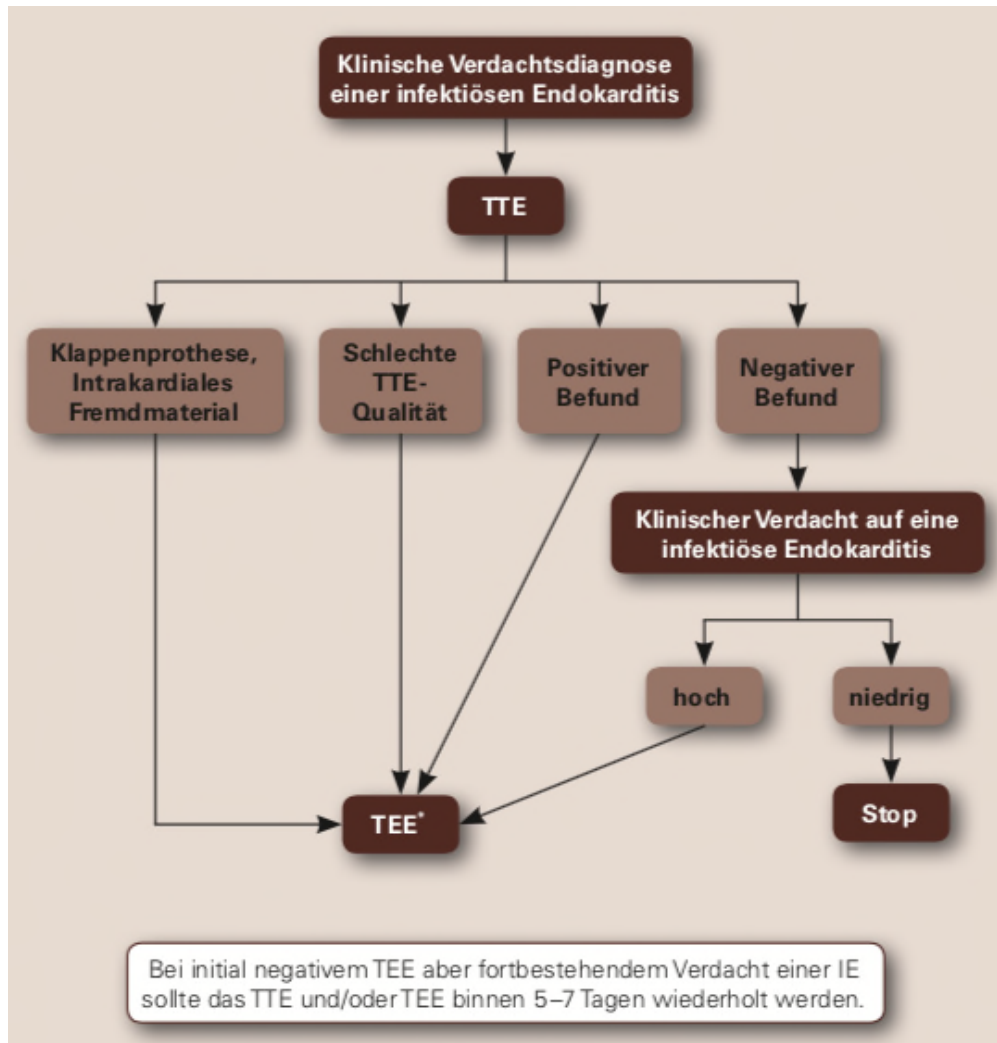 Klinische Verdachtsdiagnose
einer infektiösen Endokarditis
TTE
Klappenprothese,
Intrakardiales
Fremdmaterial
Schlechte
TTE-
Qualität
Positiver
Befund
Negativer
Befund
Klinischer Verdacht auf eine
infektiöse Endokarditis
hoch
niedrig
TEE*
Stop
Bei initial negativem TEE aber fortbestehendem Verdacht einer IE
sollte das TTE und/oder TEE binnen 5–7 Tagen wiederholt werden.